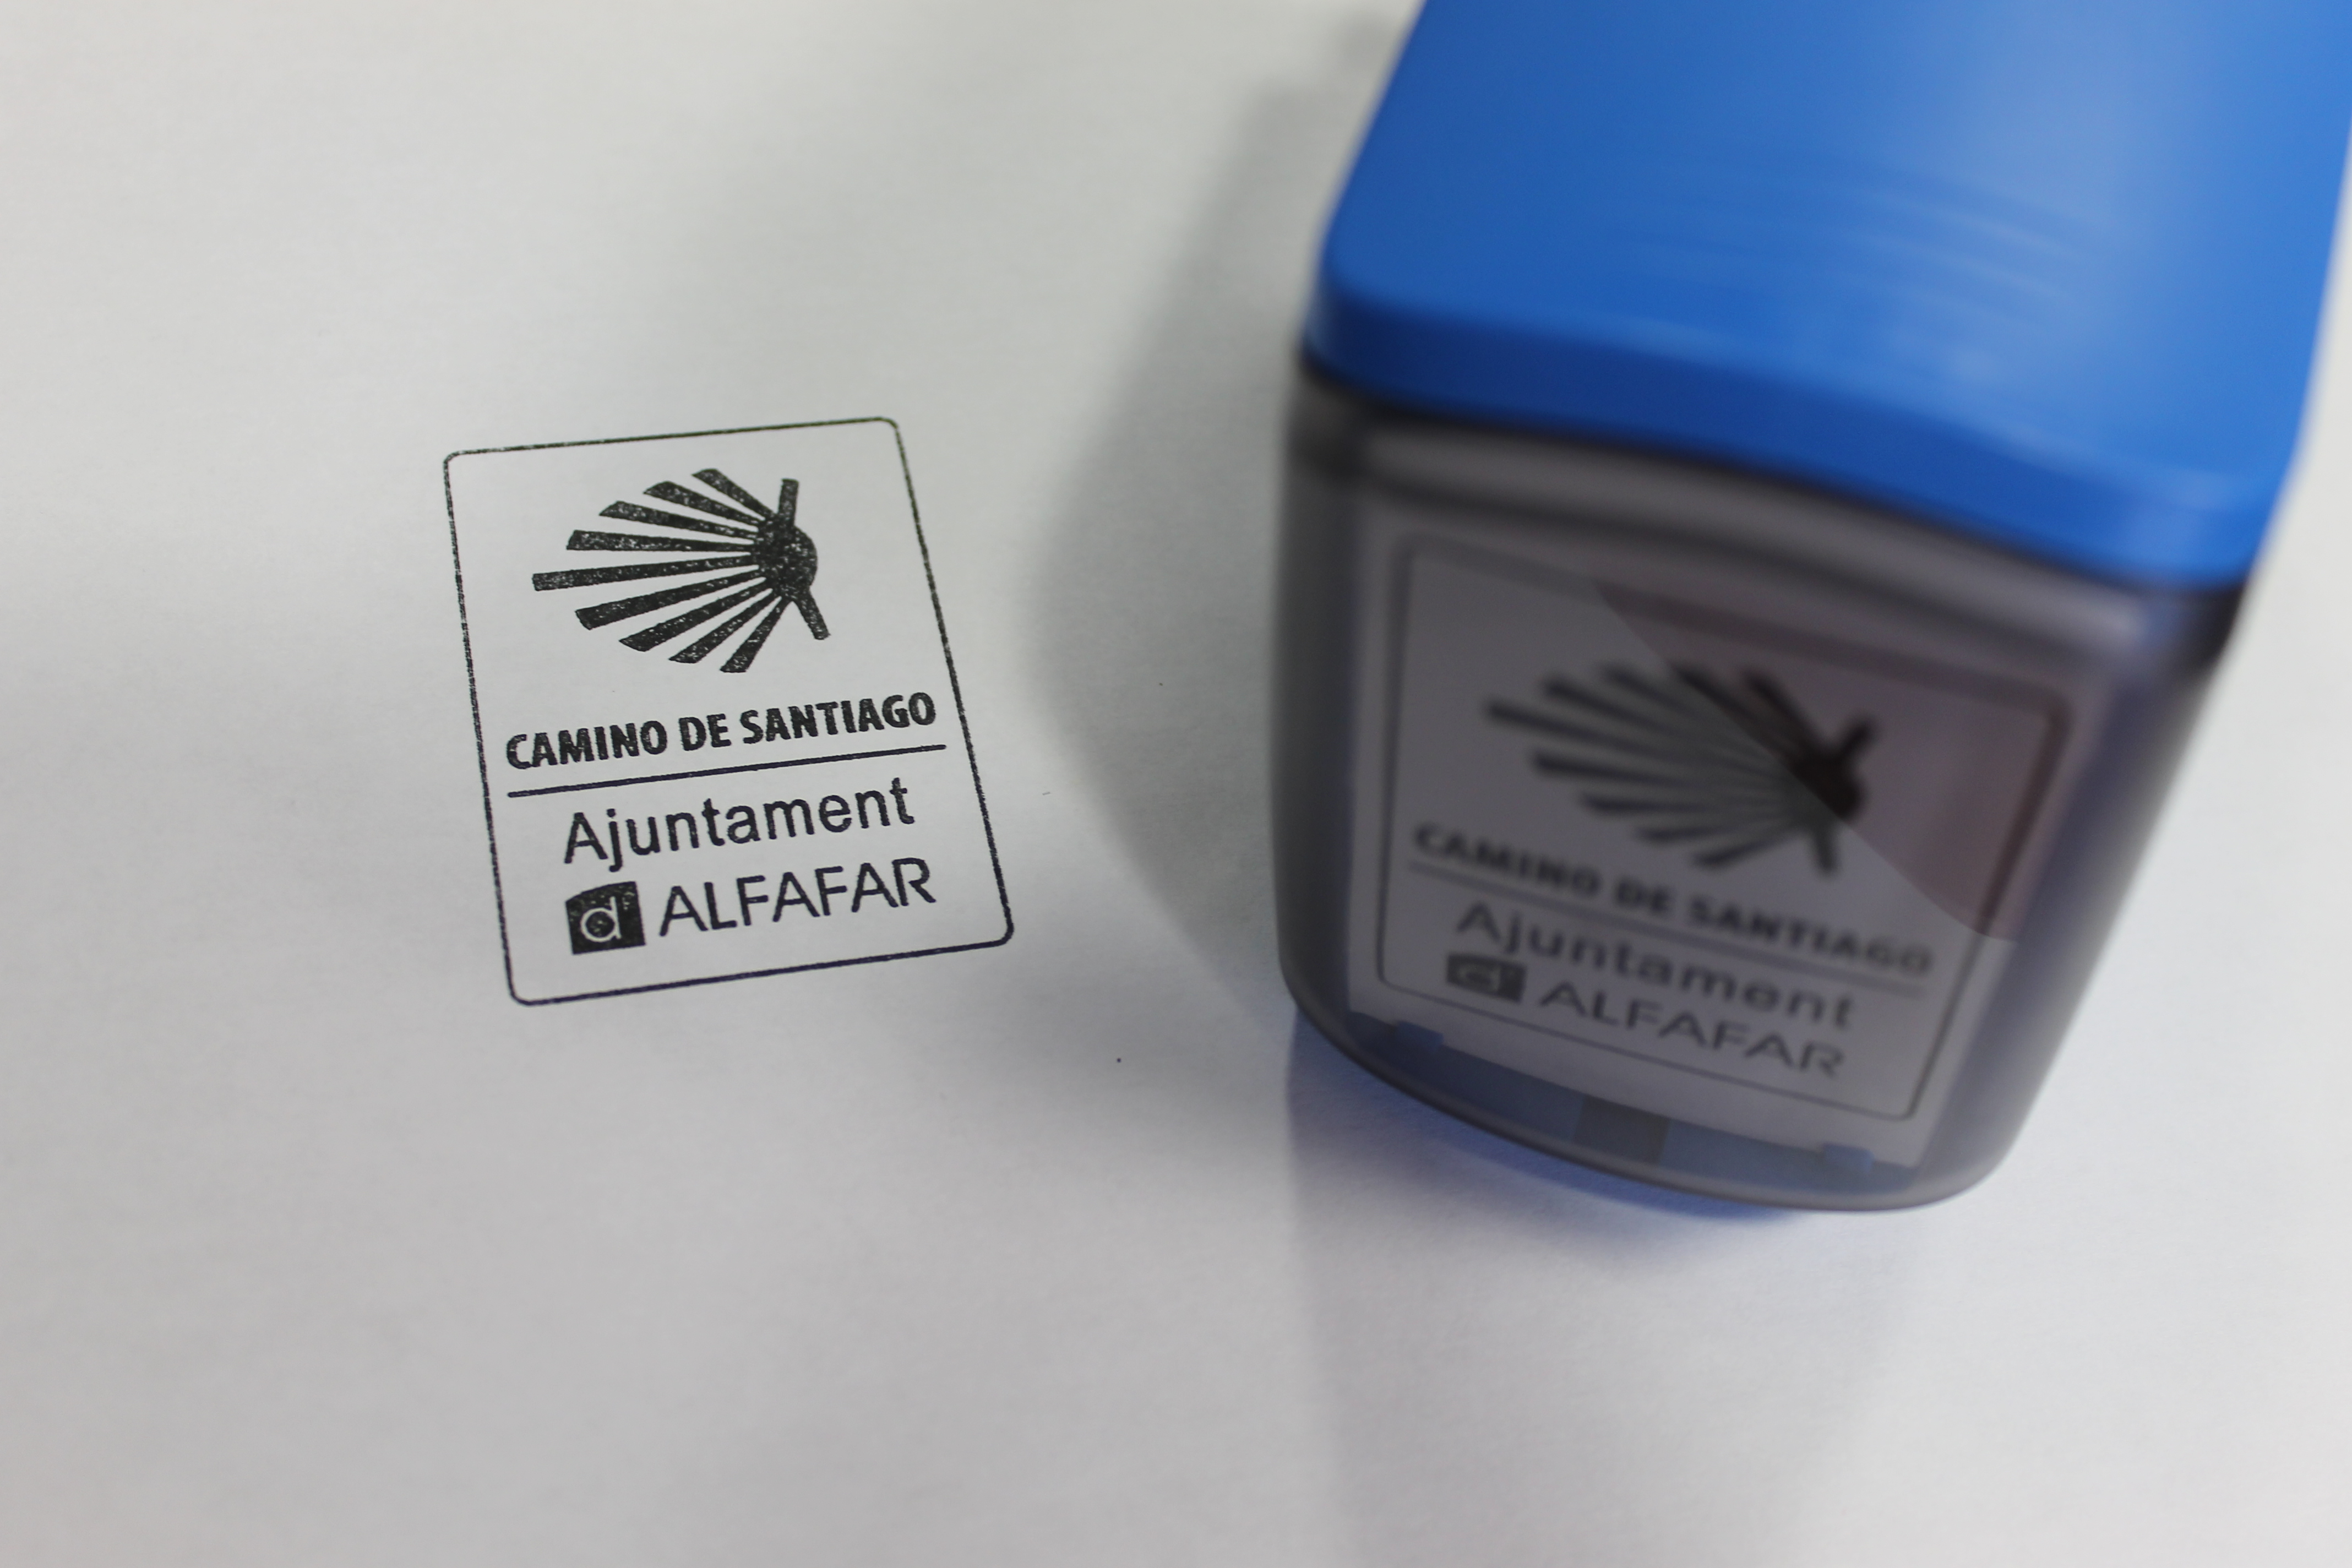 CAMINO DE SANTIAGO
Ajuntament
d ALFAFAR
CAMINO DE SANTIAGO
Ajuntament
d ALFAFAR